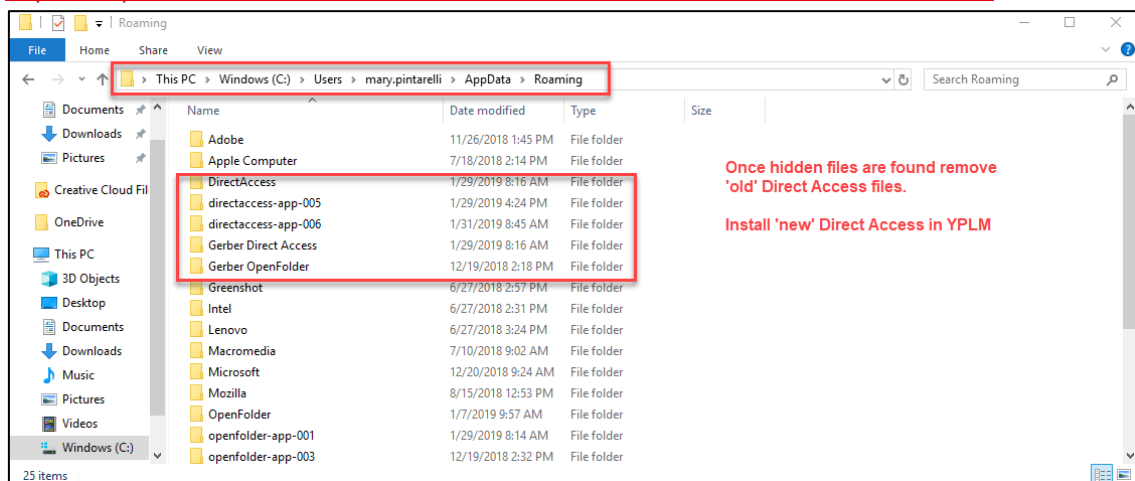 Roaming
File Home Share View
This PC > Windows (C:) > Users > mary.pintarelli > AppData > Roaming
Search Roaming
Name Date modified Type Size
Documents
Downloads
Pictures
Creative Cloud Fil
OneDrive
This PC
3D Objects
Desktop
Documents
Downloads
Music
Pictures
Videos
Windows (C:)
Adobe 11/26/2018 1:45 PM File folder
Apple Computer 7/18/2018 2:14 PM File folder
DirectAccess 1/29/2019 8:16 AM File folder
directaccess-app-005 1/29/2019 4:24 PM File folder
directaccess-app-006 1/31/2019 8:45 AM File folder
Gerber Direct Access 1/29/2019 8:16 AM File folder
Gerber OpenFolder 12/19/2018 2:18 PM File folder
Greenshot 6/27/2018 2:57 PM File folder
Intel 6/27/2018 2:31 PM File folder
Lenovo 6/27/2018 3:24 PM File folder
Macromedia 7/10/2018 9:02 AM File folder
Microsoft 12/20/2018 9:24 AM File folder
Mozilla 8/15/2018 12:53 PM File folder
OpenFolder 1/7/2019 9:57 AM File folder
openfolder-app-001 1/29/2019 8:14 AM File folder
openfolder-app-003 12/19/2018 2:32 PM File folder
Once hidden files are found remove
'old' Direct Access files.
Install 'new' Direct Access in YPLM
25 items